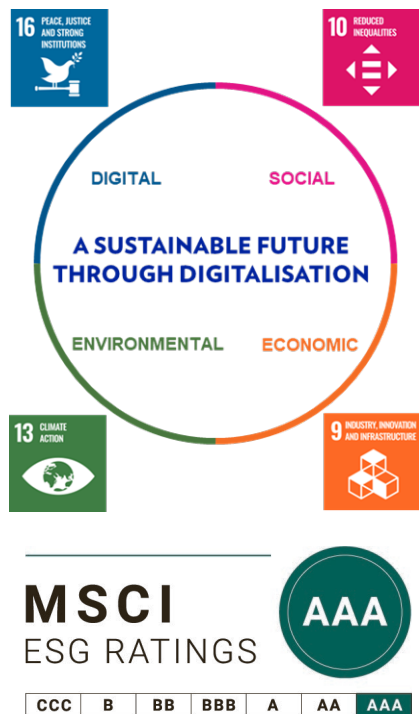 16 PEACE, JUSTICE
AND STRONG
INSTITUTIONS
10 REDUCED
INEQUALITIES
DIGITAL
SOCIAL
A SUSTAINABLE FUTURE
THROUGH DIGITALISATION
ENVIRONMENTAL
ECONOMIC
13 CLIMATE
ACTION
9 INDUSTRY, INNOVATION
AND INFRASTRUCTURE
MSCI
ESG RATINGS
AAA
CCC B BB BBB A AA AAA